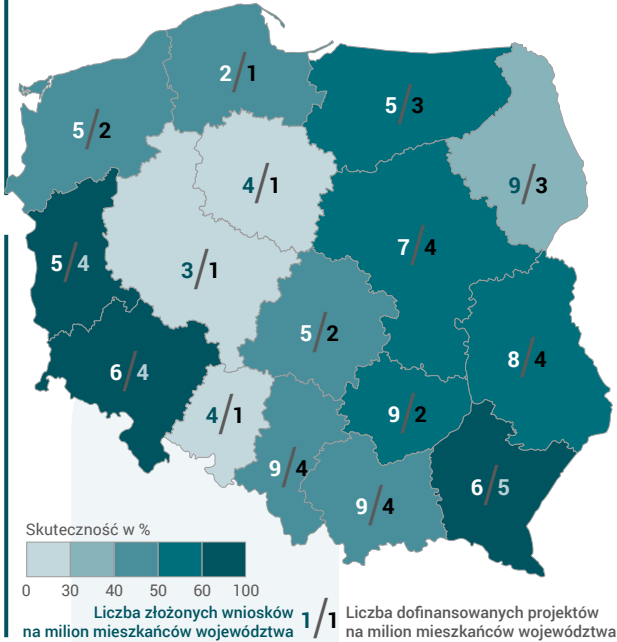 2/1
5/3
5/2
4/1
9/3
7/4
5/4
3/1
5/2
8/4
6/4
9/2
4/1
9/4
6/5
9/4
Skuteczność w %
0 30 40 50 60 100
Liczba złożonych wniosków
na milion mieszkańców województwa
1/1
Liczba dofinansowanych projektów
na milion mieszkańców województwa